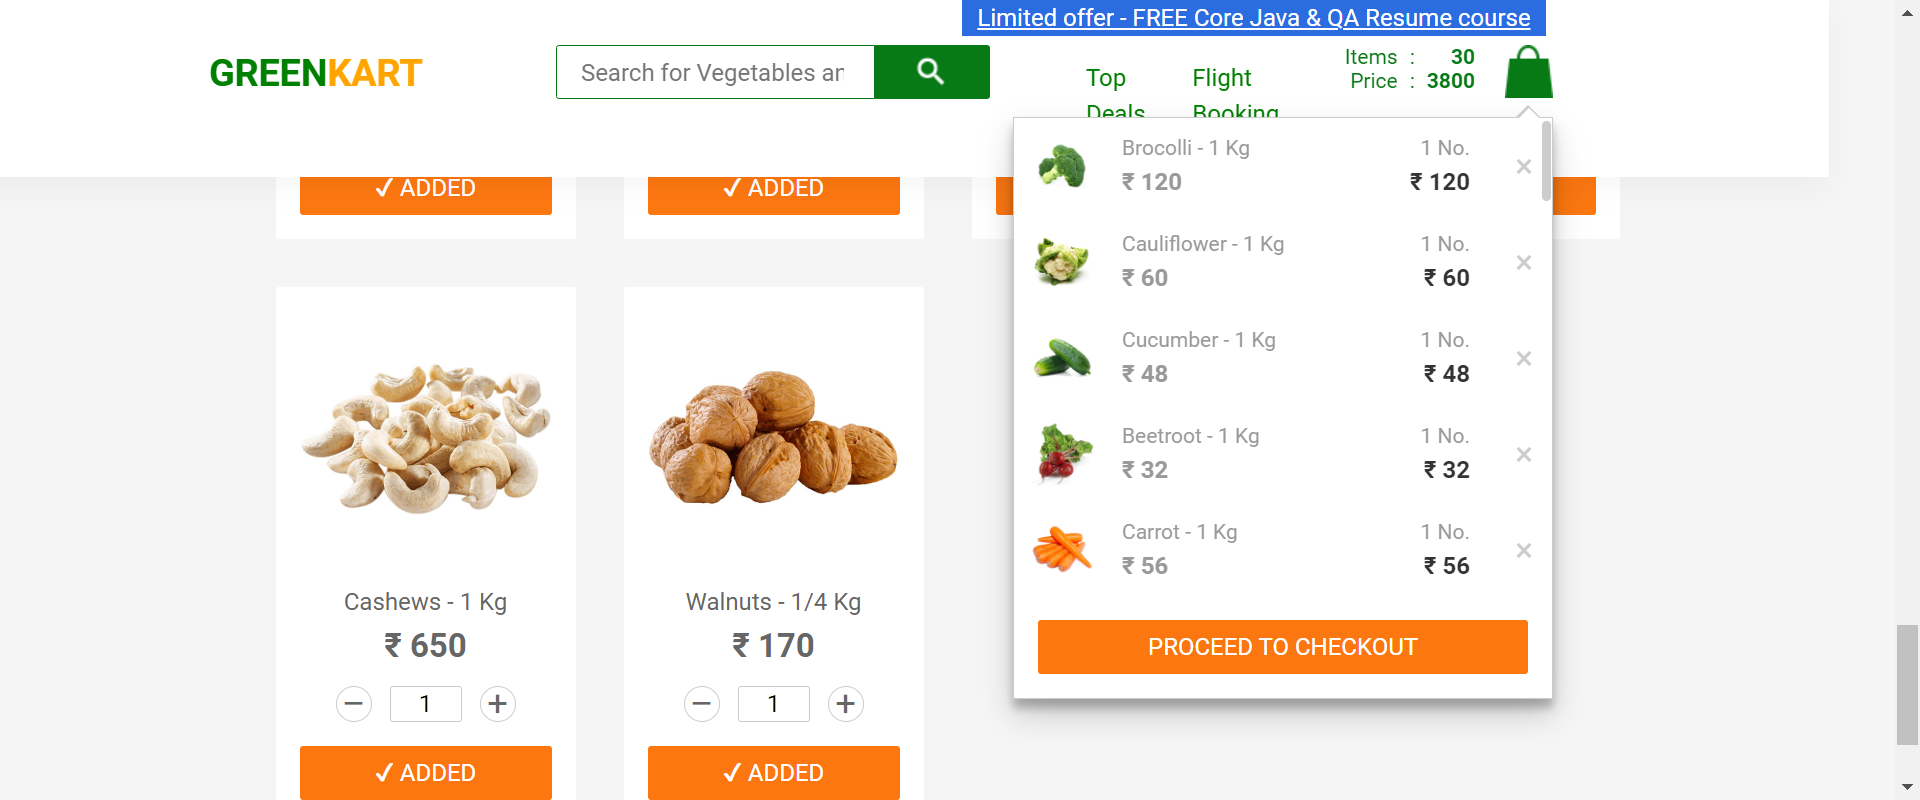 Limited offer - FREE Core Java & QA Resume course
GREENKART
Search for Vegetables an
Top Deals
Flight Booking
Items : 30
Price : 3800
Brocolli - 1 Kg 1 No.
₹ 120 ₹ 120
Cauliflower - 1 Kg 1 No.
₹ 60 ₹ 60
Cucumber - 1 Kg 1 No.
₹ 48 ₹ 48
Beetroot - 1 Kg 1 No.
₹ 32 ₹ 32
Carrot - 1 Kg 1 No.
₹ 56 ₹ 56
PROCEED TO CHECKOUT
✓ ADDED ✓ ADDED
Cashews - 1 Kg
₹ 650
− 1 +
✓ ADDED
Walnuts - 1/4 Kg
₹ 170
− 1 +
✓ ADDED